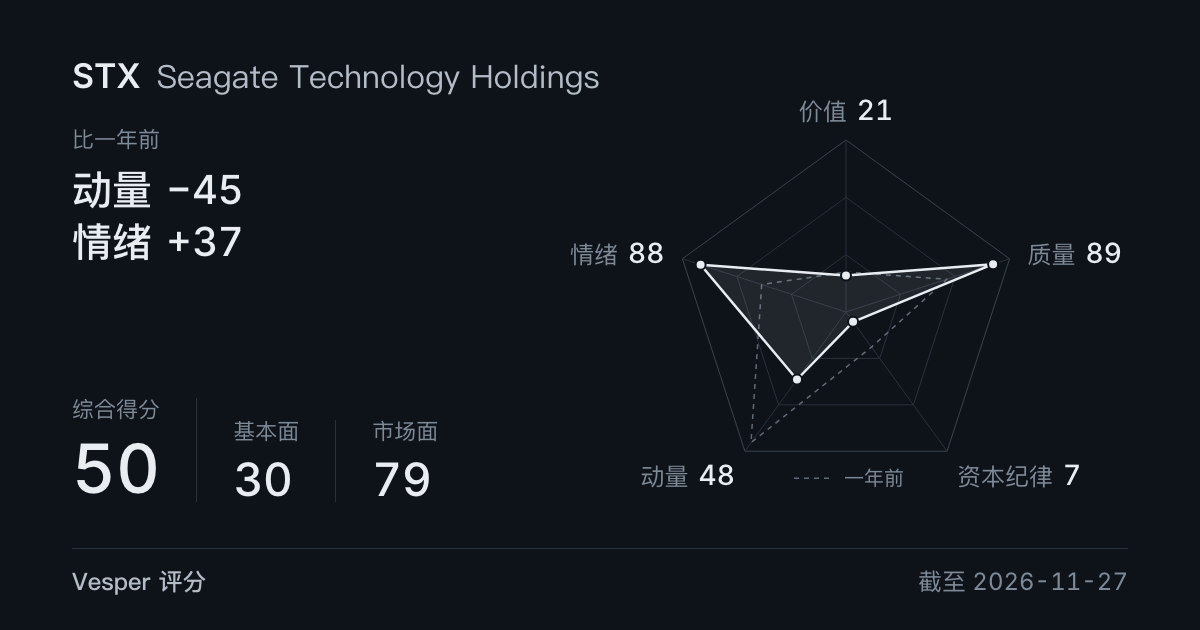 STX Seagate Technology Holdings
比一年前
动量 −45
情绪 +37
价值 21
情绪 88
质量 89
动量 48
---- 一年前
资本纪律 7
综合得分
50
基本面
30
市场面
79
Vesper 评分
截至 2026-11-27